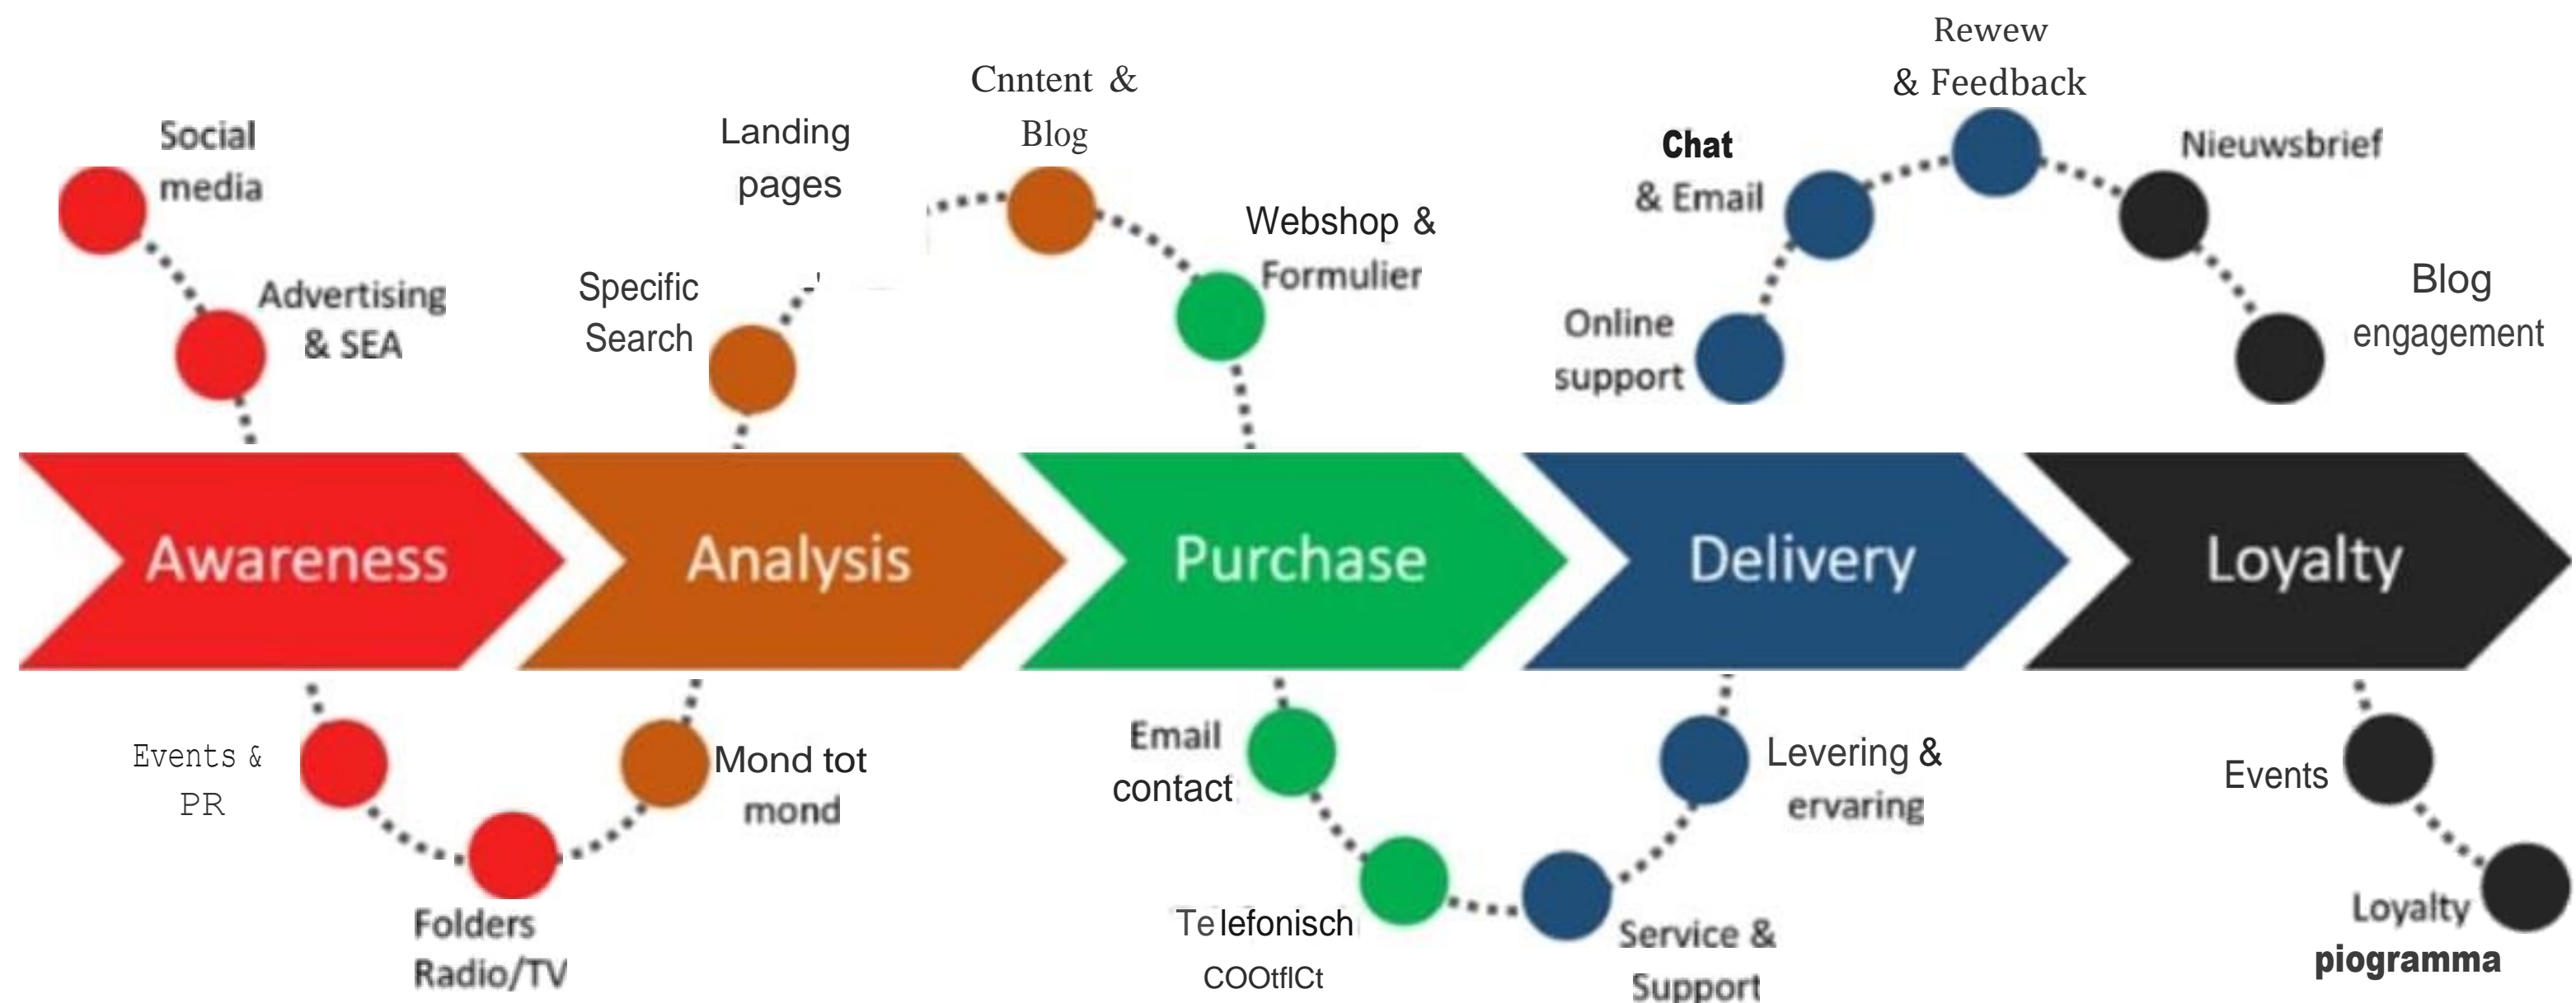 Social
media
Advertising
& SEA
Specific
Search
Landing
pages
Cnntent &
Blog
Webshop &
Formulier
Online
support
Chat
& Email
Rewew
& Feedback
Nieuwsbrief
Blog
engagement
Awareness
Analysis
Purchase
Delivery
Loyalty
Events &
PR
Folders
Radio/TV
Mond tot
mond
Email
contact
Telefonisch
COOtflCt
Service &
Support
Levering &
ervaring
Events
Loyalty
piogramma